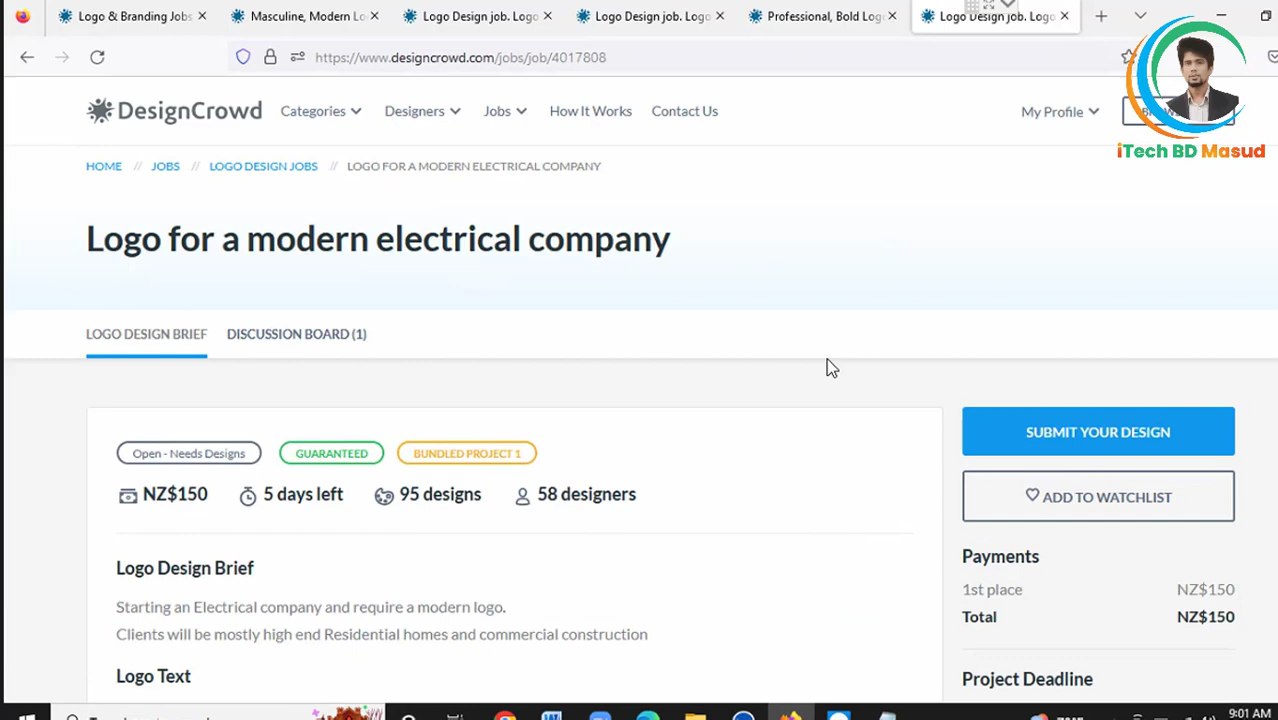 Logo & Branding Jobs
Masculine, Modern Lo
Logo Design job. Logo
Logo Design job. Logo
Professional, Bold Logo
Logo Design job. Logo
https://www.designcrowd.com/jobs/job/4017808
DesignCrowd
Categories
Designers
Jobs
How It Works
Contact Us
My Profile
iTech BD Masud
HOME // JOBS // LOGO DESIGN JOBS // LOGO FOR A MODERN ELECTRICAL COMPANY
Logo for a modern electrical company
LOGO DESIGN BRIEF
DISCUSSION BOARD (1)
Open - Needs Designs
GUARANTEED
BUNDLED PROJECT 1
NZ$150
5 days left
95 designs
58 designers
Logo Design Brief
Starting an Electrical company and require a modern logo.
Clients will be mostly high end Residential homes and commercial construction
Logo Text
SUBMIT YOUR DESIGN
ADD TO WATCHLIST
Payments
1st place NZ$150
Total NZ$150
Project Deadline
9:01 AM